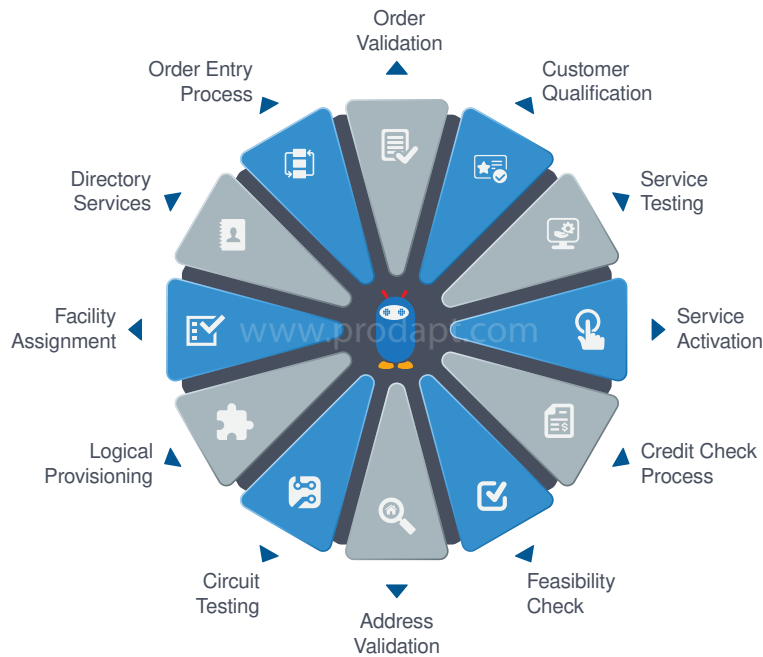 Order
Validation
Customer
Qualification
Service
Testing
Service
Activation
Credit Check
Process
Feasibility
Check
Address
Validation
Circuit
Testing
Logical
Provisioning
Facility
Assignment
Directory
Services
Order Entry
Process
www.prodapt.com
$